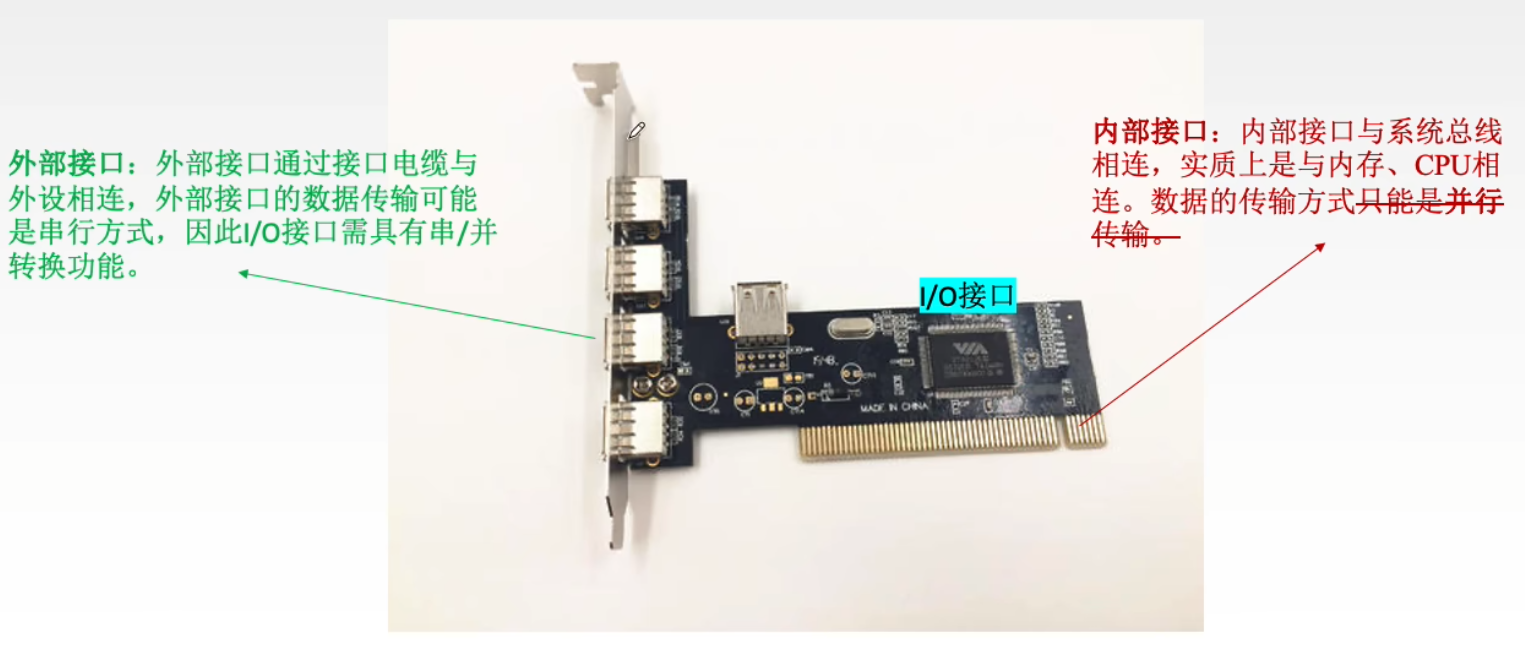 外部接口：外部接口通过接口电缆与
外设相连，外部接口的数据传输可能
是串行方式，因此I/O接口需具有串/并
转换功能。
内部接口：内部接口与系统总线
相连，实质上是与内存、CPU相
连。数据的传输方式只能是并行
传输。
I/O接口
VIA
MADE IN CHINA